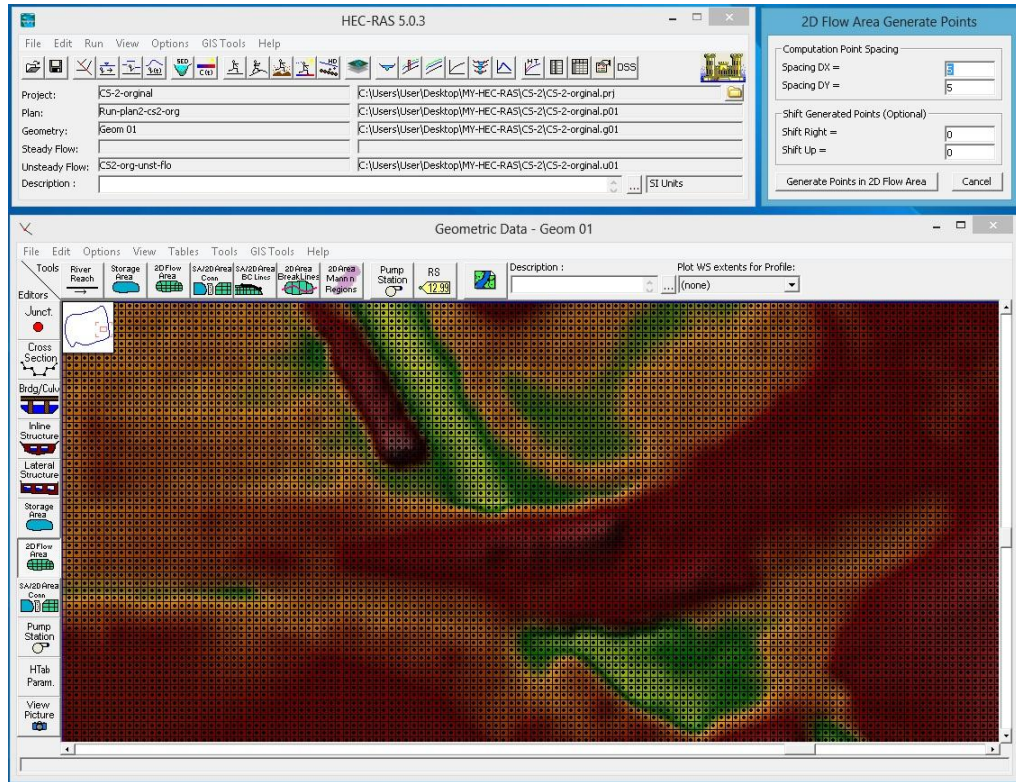 HEC-RAS 5.0.3
File Edit Run View Options GIS Tools Help
DSS
Project: CS-2-orginal C:\Users\User\Desktop\MY-HEC-RAS\CS-2\CS-2-orginal.prj
Plan: Run-plan2-cs2-org C:\Users\User\Desktop\MY-HEC-RAS\CS-2\CS-2-orginal.p01
Geometry: Geom 01 C:\Users\User\Desktop\MY-HEC-RAS\CS-2\CS-2-orginal.g01
Steady Flow:
Unsteady Flow: CS2-org-unst-flo C:\Users\User\Desktop\MY-HEC-RAS\CS-2\CS-2-orginal.u01
Description : ... SI Units
2D Flow Area Generate Points
Computation Point Spacing
Spacing DX = 5
Spacing DY = 5
Shift Generated Points (Optional)
Shift Right = 0
Shift Up = 0
Generate Points in 2D Flow Area Cancel
Geometric Data - Geom 01
File Edit Options View Tables Tools GIS Tools Help
Tools
Editors
River Reach
Storage Area
2D Flow Area
SA/2D Area Conn
SA/2D Area BC Lines
2D Area BreakLines
2D Area Mann n Regions
Pump Station
RS
12.99
Description : ...
Plot WS extents for Profile:
(none)
Junct.
Cross Section
Brdg/Culv
Inline Structure
Lateral Structure
Storage Area
2D Flow Area
SA/2D Area Conn
Pump Station
HTab Param.
View Picture